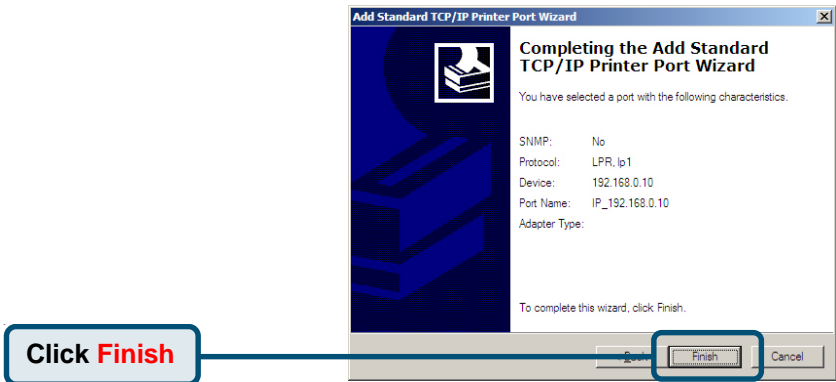 Add Standard TCP/IP Printer Port Wizard
Completing the Add Standard
TCP/IP Printer Port Wizard
You have selected a port with the following characteristics.
SNMP: No
Protocol: LPR, lp1
Device: 192.168.0.10
Port Name: IP_192.168.0.10
Adapter Type:
To complete this wizard, click Finish.
Click Finish
Finish Cancel